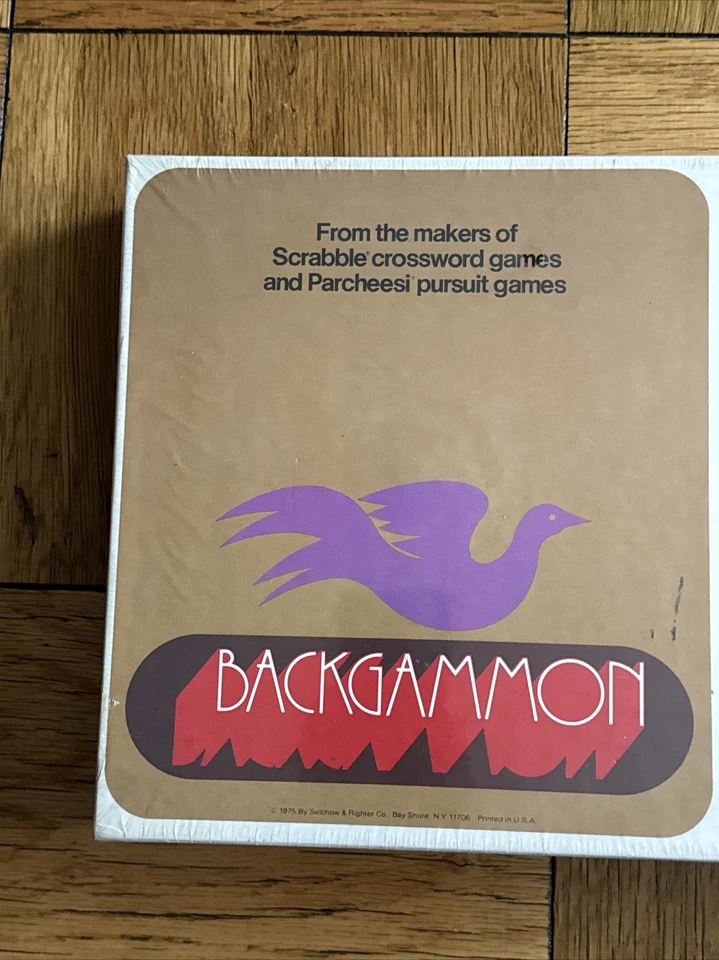 From the makers of
Scrabble® crossword games
and Parcheesi® pursuit games
BACKGAMMON
© 1975 By Selchow & Righter Co., Bay Shore, N.Y. 11706 Printed in U.S.A.